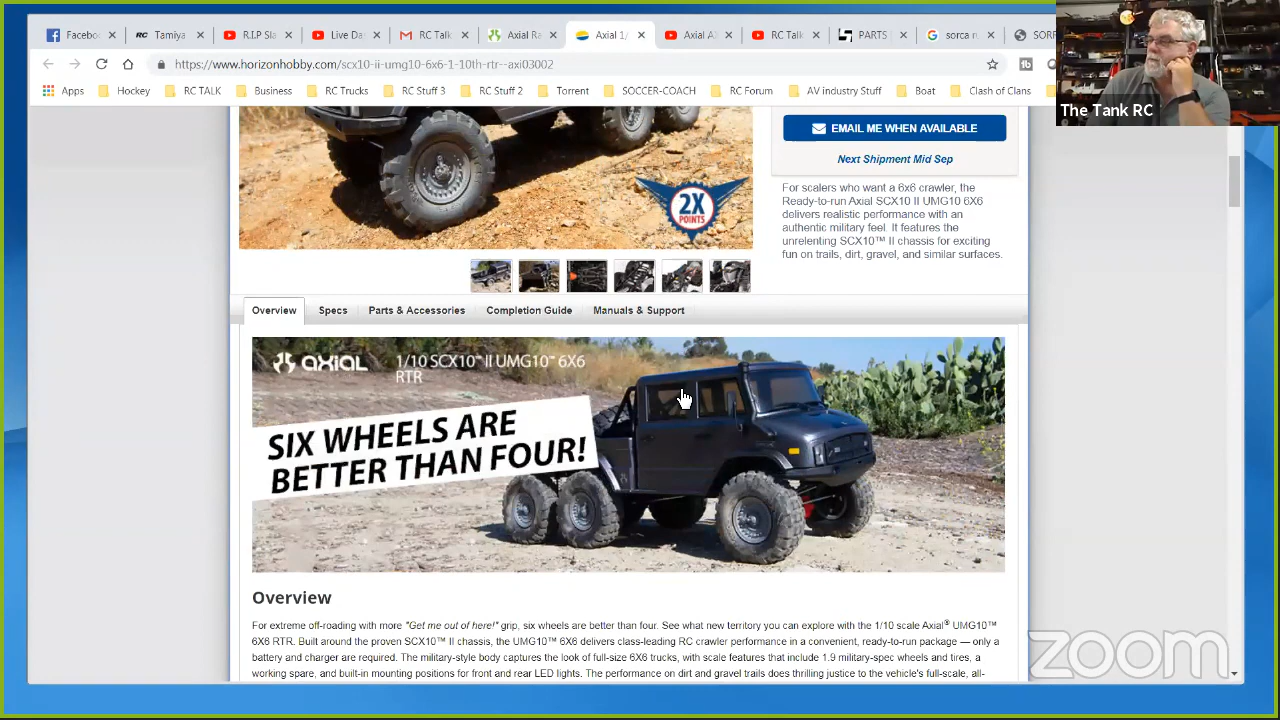 Faceboo
Tamiya
R.I.P Sla
Live Da
RC Talk
Axial R
Axial 1/
Axial A
RC Talk
PARTS
sorca r
SORR
https://www.horizonhobby.com/scx10-ii-umg10-6x6-1-10th-rtr--axi03002
Apps
Hockey
RC TALK
Business
RC Tru
RC Stuff 3
RC Stuff
Torrent
SOCCER-COACH
RC Forum
AV industry Stuff
Boat
Clash of Clans
The Tank RC
EMAIL ME WHEN AVAILABLE
Next Shipment Mid Sep
2X
POINTS
For scalers who want a 6x6 crawler, the
Ready-to-run Axial SCX10 II UMG10 6X6
delivers realistic performance with an
authentic military feel. It features the
unrelenting SCX10™ II chassis for exciting
fun on trails, dirt, gravel, and similar surfaces.
Overview
Specs
Parts & Accessories
Completion Guide
Manuals & Support
AXIAL
1/10 SCX10™ II UMG10™ 6X6
RTR
SIX WHEELS ARE
BETTER THAN FOUR!
Overview
For extreme off-roading with more "Get me out of here!" grip, six wheels are better than four. See what new territory you can explore with the 1/10 scale Axial® UMG10™
6X6 RTR. Built around the proven SCX10™ II chassis, the UMG10™ 6X6 delivers class-leading RC crawler performance in a convenient, ready-to-run package — only a
battery and charger are required. The military-style body captures the look of full-size 6X6 trucks, with scale features that include 1.9 military-spec wheels and tires, a
working spare, and built-in mounting positions for front and rear LED lights. The performance on dirt and gravel trails does thrilling justice to the vehicle's full-scale, all-
zoom